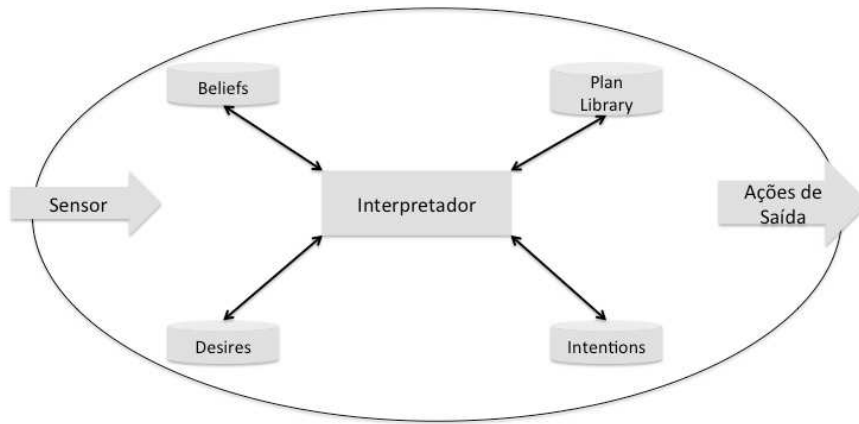 Beliefs
Plan
Library
Sensor
Interpretador
Ações de
Saída
Desires
Intentions